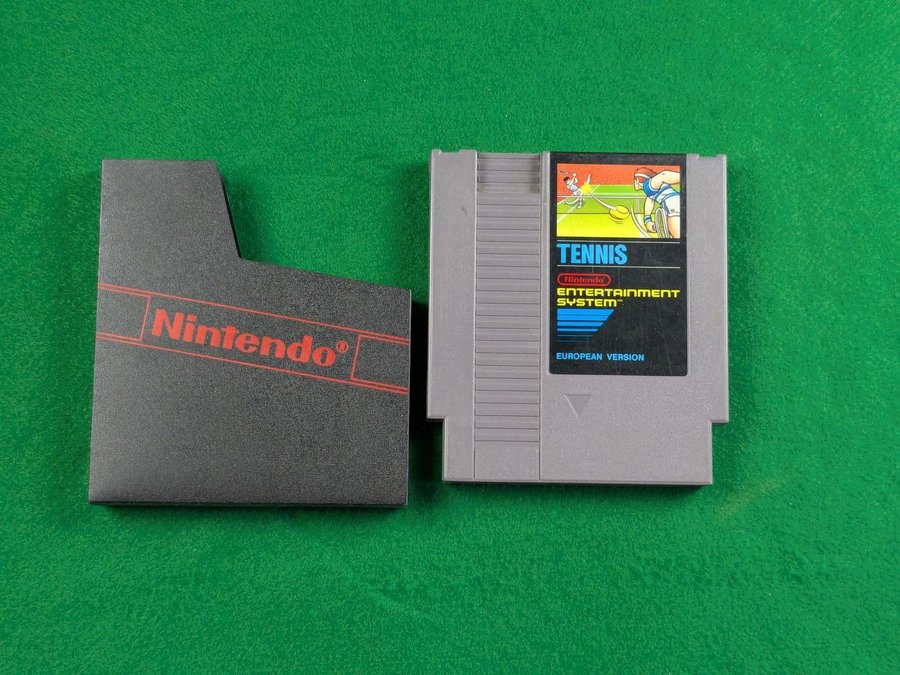 Nintendo®
TENNIS
Nintendo®
ENTERTAINMENT
SYSTEM™
EUROPEAN VERSION